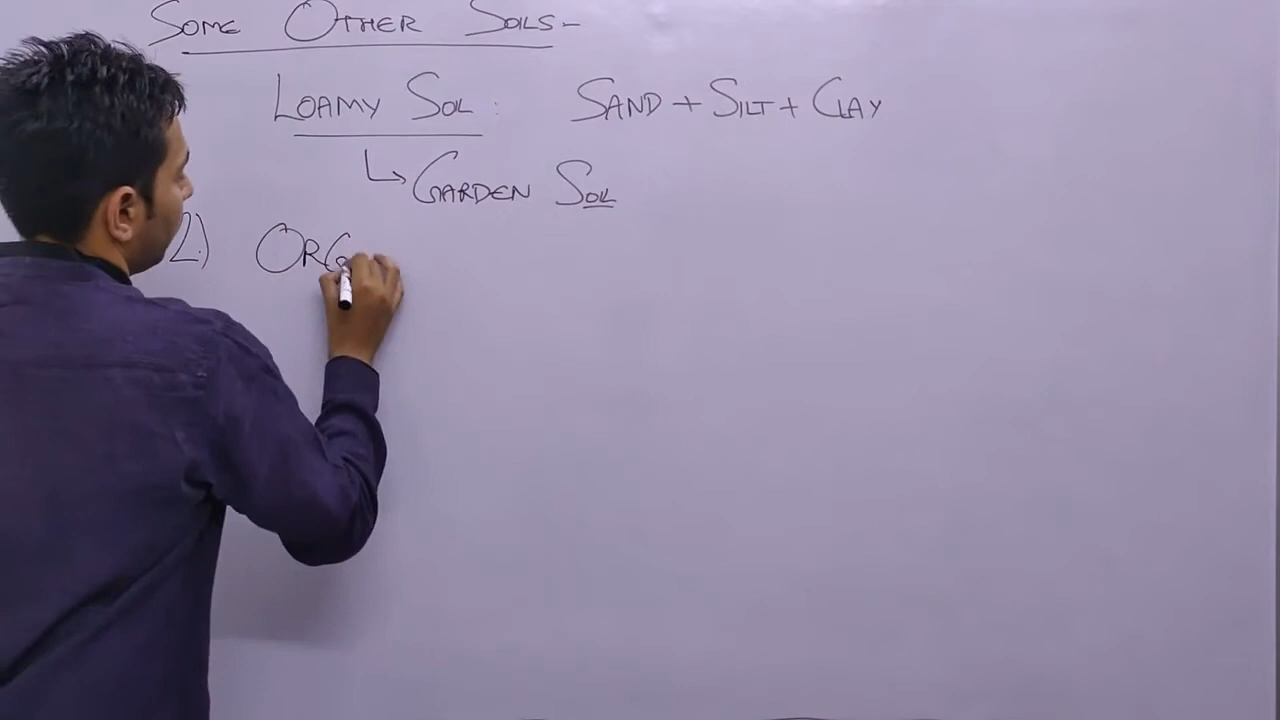 SOME OTHER SOILS-
LOAMY SOIL : SAND + SILT + CLAY
↳ GARDEN SOIL
2.) ORG